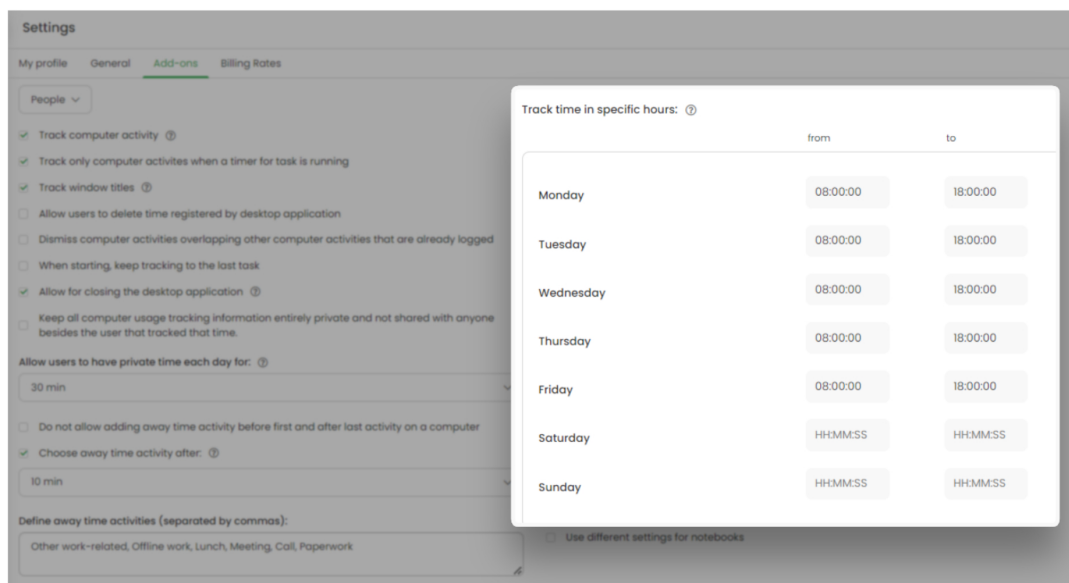 Settings
My profile General Add-ons Billing Rates
People
Track computer activity
Track only computer activites when a timer for task is running
Track window titles
Allow users to delete time registered by desktop application
Dismiss computer activities overlapping other computer activities that are already logged
When starting, keep tracking to the last task
Allow for closing the desktop application
Keep all computer usage tracking information entirely private and not shared with anyone
besides the user that tracked that time.
Allow users to have private time each day for:
30 min
Do not allow adding away time activity before first and after last activity on a computer
Choose away time activity after:
10 min
Define away time activities (separated by commas):
Other work-related, Offline work, Lunch, Meeting, Call, Paperwork
Track time in specific hours:
from to
Monday 08:00:00 18:00:00
Tuesday 08:00:00 18:00:00
Wednesday 08:00:00 18:00:00
Thursday 08:00:00 18:00:00
Friday 08:00:00 18:00:00
Saturday HH:MM:SS HH:MM:SS
Sunday HH:MM:SS HH:MM:SS
Use different settings for notebooks